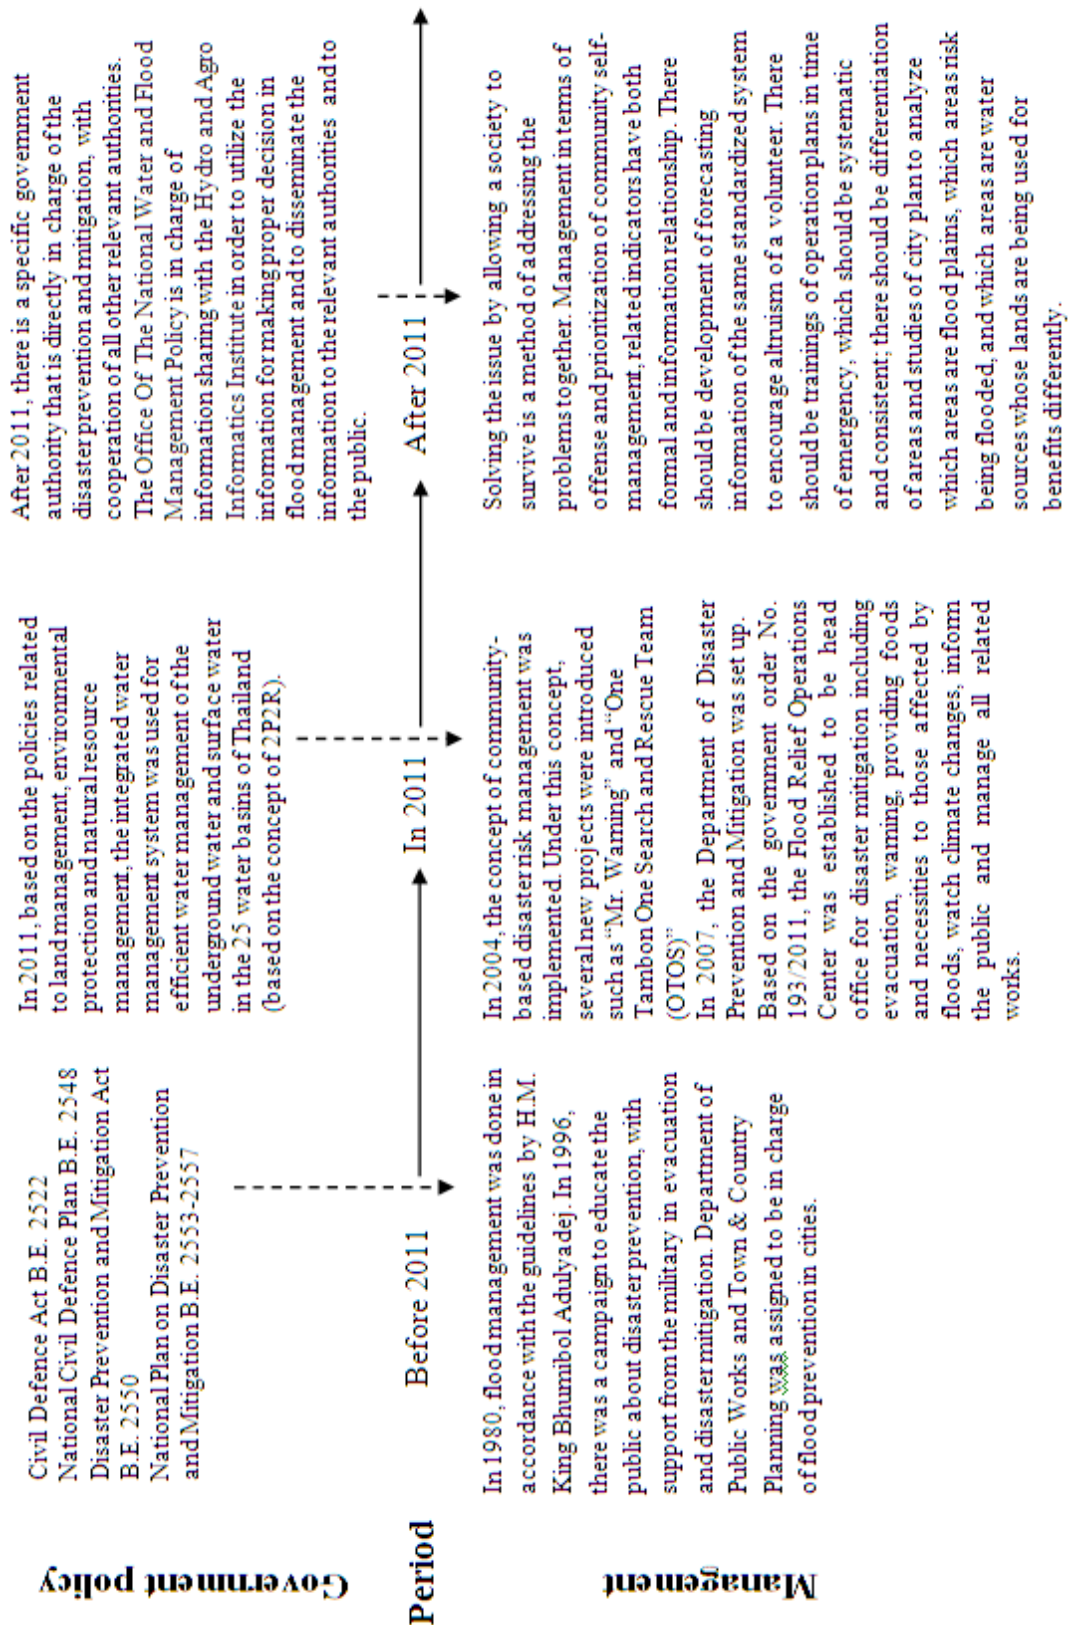 Government policy
Civil Defence Act B.E. 2522
National Civil Defence Plan B.E. 2548
Disaster Prevention and Mitigation Act
B.E. 2550
National Plan on Disaster Prevention
and Mitigation B.E. 2553-2557
In 2011, based on the policies related
to land management, environmental
protection and natural resource
management, the integrated water
management system was used for
efficient water management of the
underground water and surface water
in the 25 water basins of Thailand
(based on the concept of 2P2R).
After 2011, there is a specific government
authority that is directly in charge of the
disaster prevention and mitigation, with
cooperation of all other relevant authorities.
The Office Of The National Water and Flood
Management Policy is in charge of
information sharing with the Hydro and Agro
Informatics Institute in order to utilize the
information for making proper decision in
flood management and to disseminate the
information to the relevant authorities and to
the public.
Period
Before 2011
In 2011
After 2011
Management
In 1980, flood management was done in
accordance with the guidelines by H.M.
King Bhumibol Adulyadej. In 1996,
there was a campaign to educate the
public about disaster prevention, with
support from the military in evacuation
and disaster mitigation. Department of
Public Works and Town & Country
Planning was assigned to be in charge
of flood prevention in cities.
In 2004, the concept of community-
based disaster risk management was
implemented. Under this concept,
several new projects were introduced
such as “Mr. Warning” and “One
Tambon One Search and Rescue Team
(OTOS)”
In 2007, the Department of Disaster
Prevention and Mitigation was set up.
Based on the government order No.
193/2011, the Flood Relief Operations
Center was established to be head
office for disaster mitigation including
evacuation, warning, providing foods
and necessities to those affected by
floods, watch climate changes, inform
the public and manage all related
works.
Solving the issue by allowing a society to
survive is a method of addressing the
problems together. Management in terms of
offense and prioritization of community self-
management, related indicators have both
formal and information relationship. There
should be development of forecasting
information of the same standardized system
to encourage altruism of a volunteer. There
should be trainings of operation plans in time
of emergency, which should be systematic
and consistent; there should be differentiation
of areas and studies of city plan to analyze
which areas are flood plains, which areas risk
being flooded, and which areas are water
sources whose lands are being used for
benefits differently.